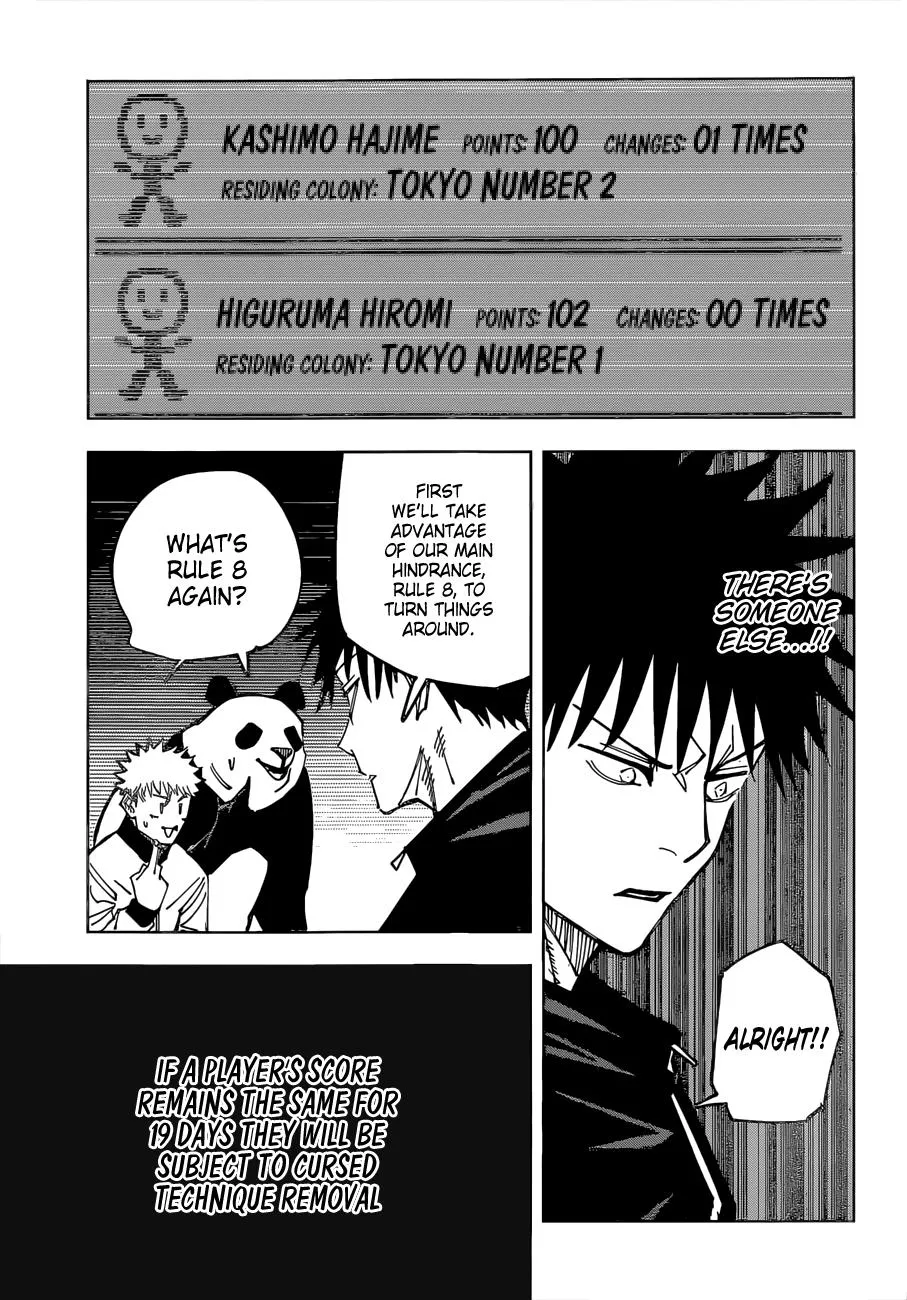 KASHIMO HAJIME POINTS: 100 CHANGES: 01 TIMES
RESIDING COLONY: TOKYO NUMBER 2
HIGURUMA HIROMI POINTS: 102 CHANGES: 00 TIMES
RESIDING COLONY: TOKYO NUMBER 1
THERE'S
SOMEONE
ELSE....!!
ALRIGHT!!
FIRST
WE'LL TAKE
ADVANTAGE
OF OUR MAIN
HINDRANCE,
RULE 8, TO
TURN THINGS
AROUND.
WHAT'S
RULE 8
AGAIN?
IF A PLAYER'S SCORE
REMAINS THE SAME FOR
19 DAYS THEY WILL BE
SUBJECT TO CURSED
TECHNIQUE REMOVAL